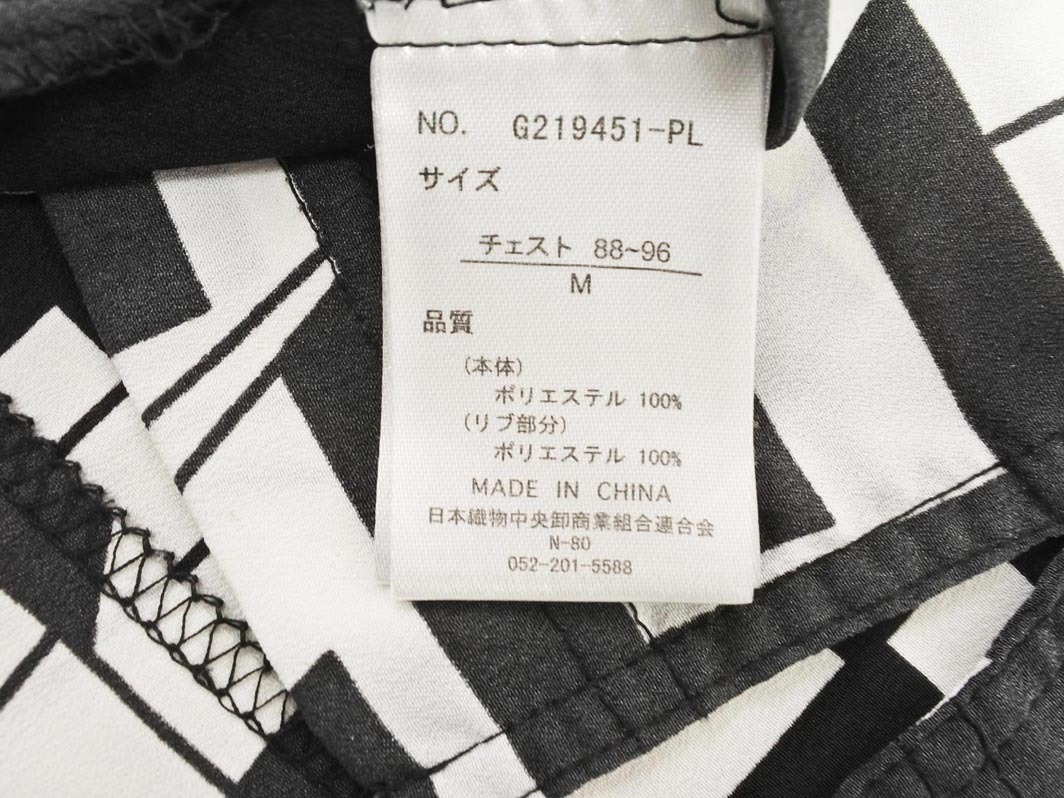 NO. G219451-PL
サイズ
チェスト 88~96
M
品質
(本体)
ポリエステル 100%
(リブ部分)
ポリエステル 100%
MADE IN CHINA
日本織物中央卸商業組合連合会
N-80
052-201-5588